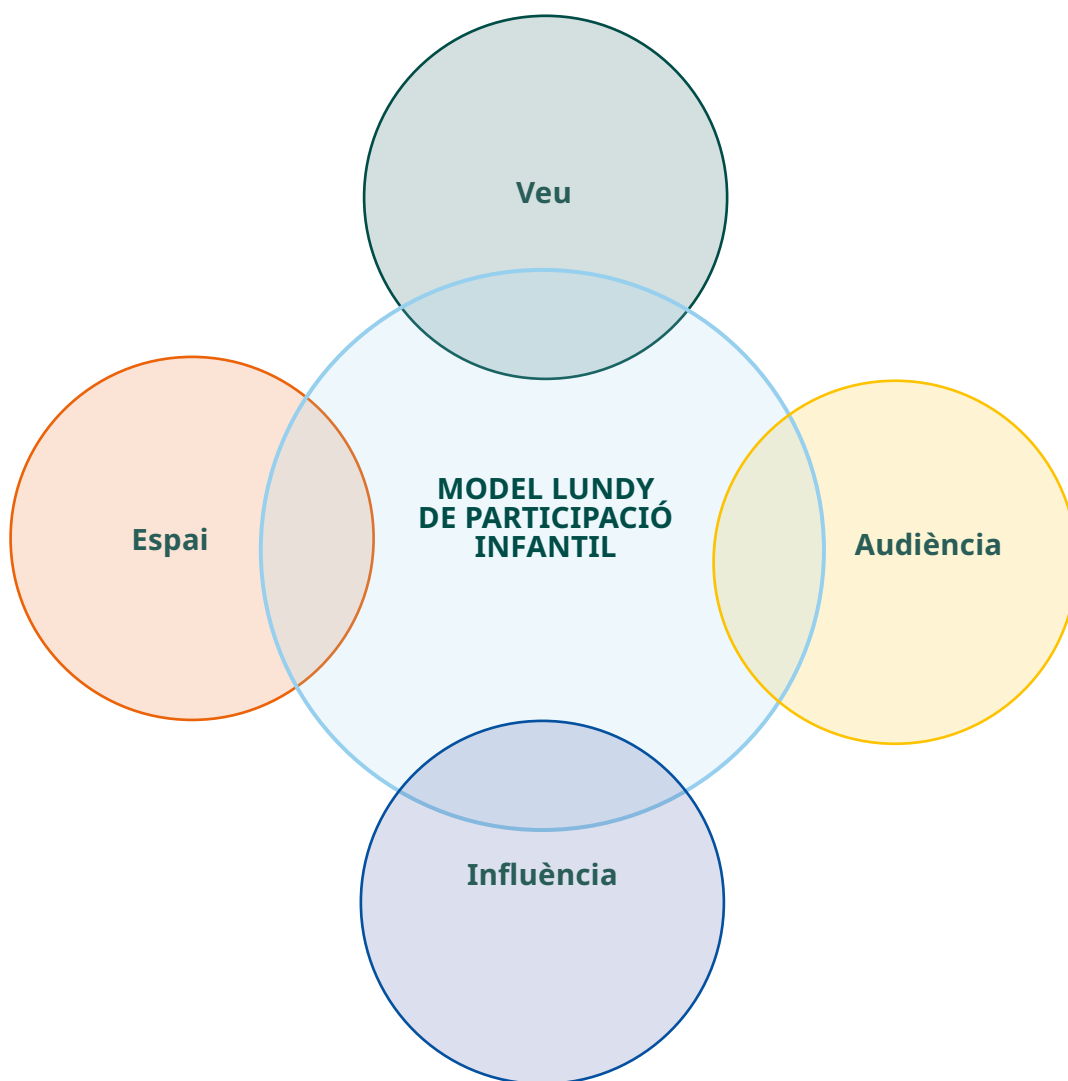 Veu
Espai
MODEL LUNDY
DE PARTICIPACIÓ
INFANTIL
Audiència
Influència